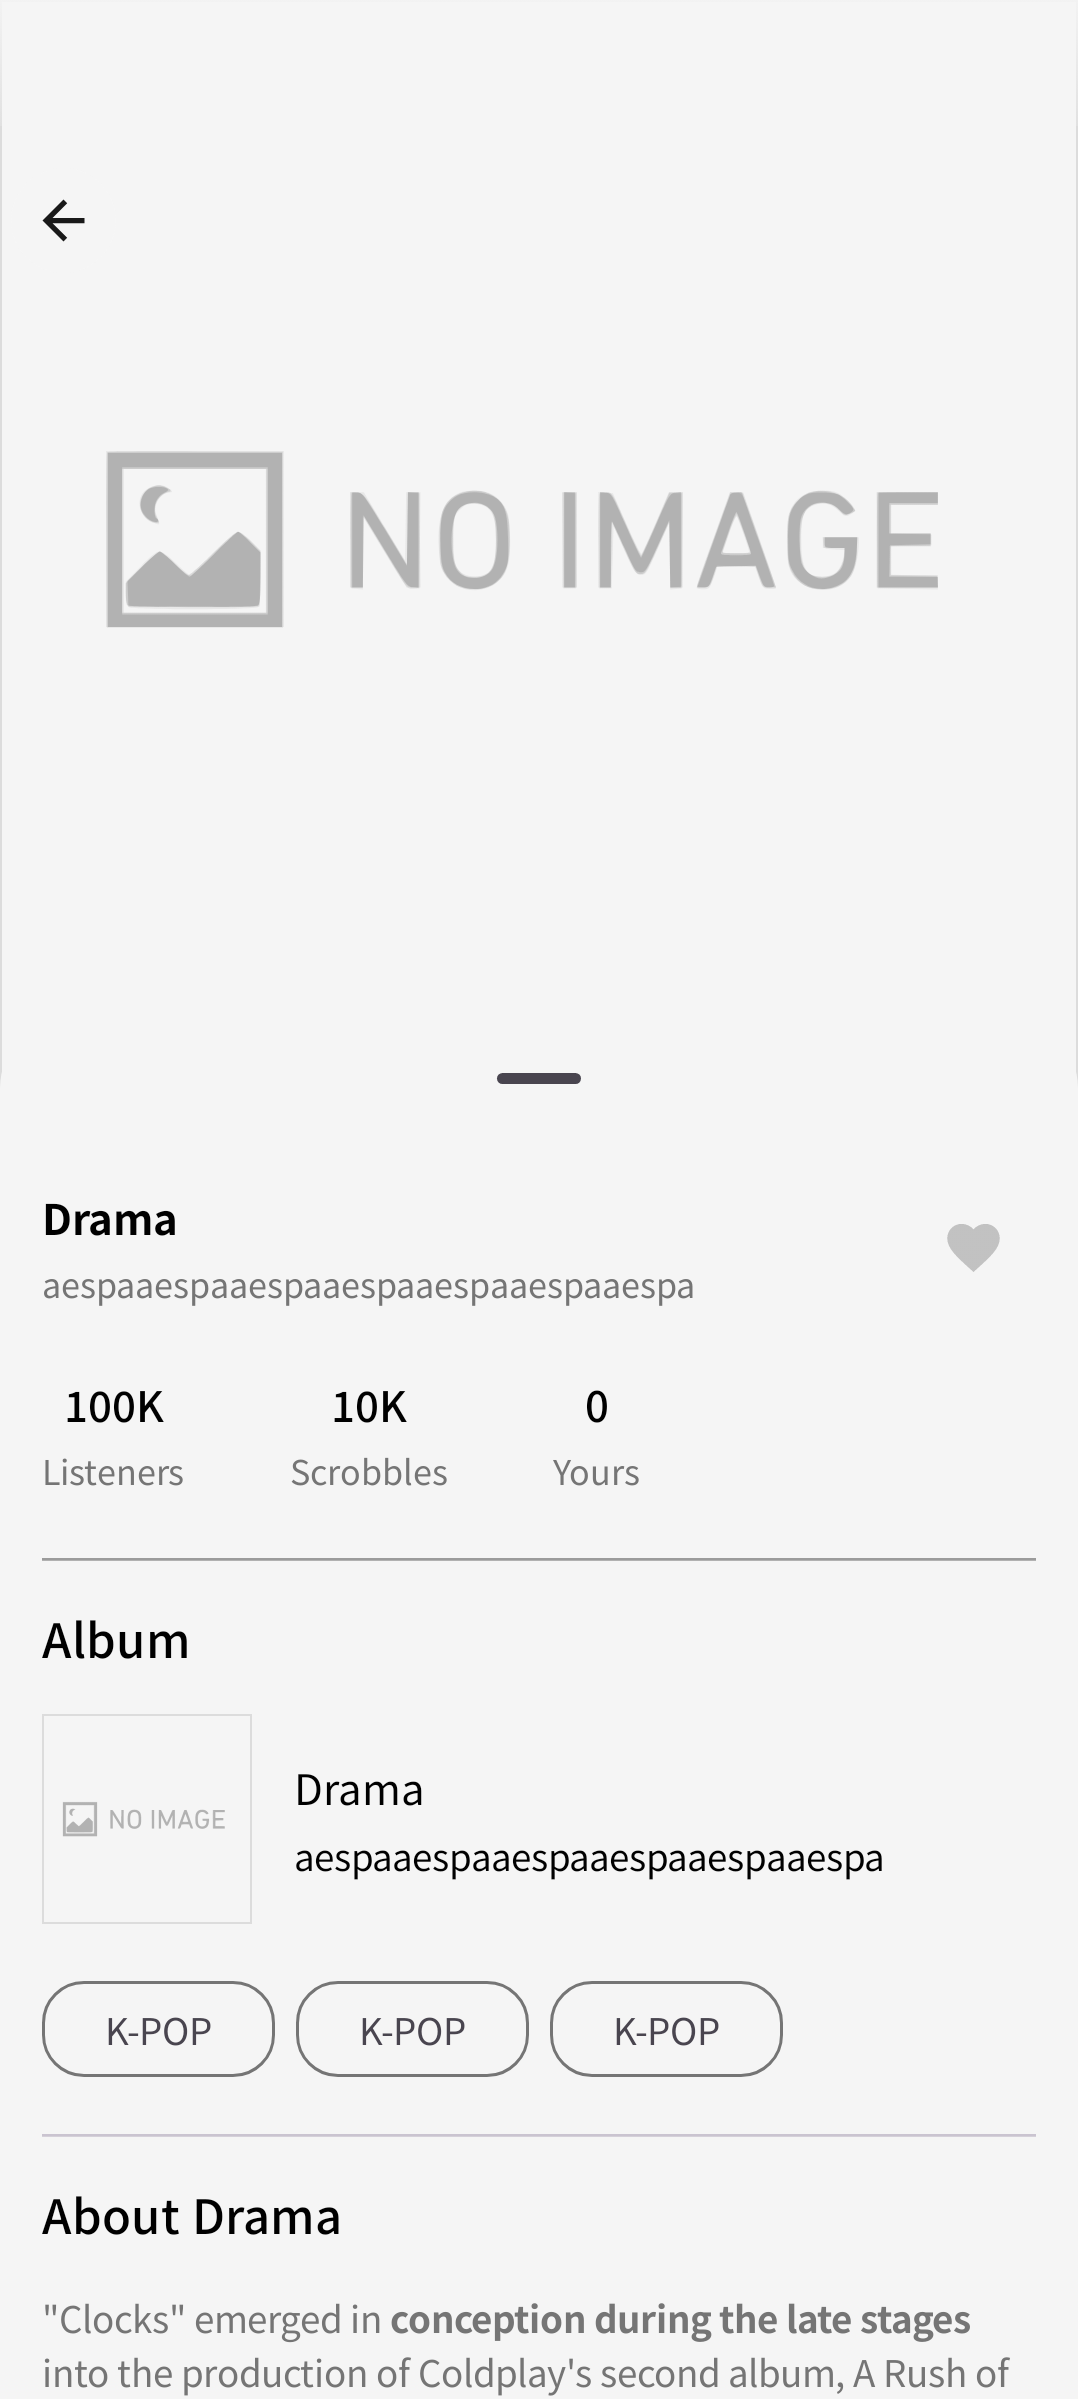 NO IMAGE
Drama
aespaaespaaespaaespaaespaaespaaespa
100K 10K 0
Listeners Scrobbles Yours
Album
NO IMAGE
Drama
aespaaespaaespaaespaaespaaespa
K-POP K-POP K-POP
About Drama
"Clocks" emerged in conception during the late stages
into the production of Coldplay's second album, A Rush of